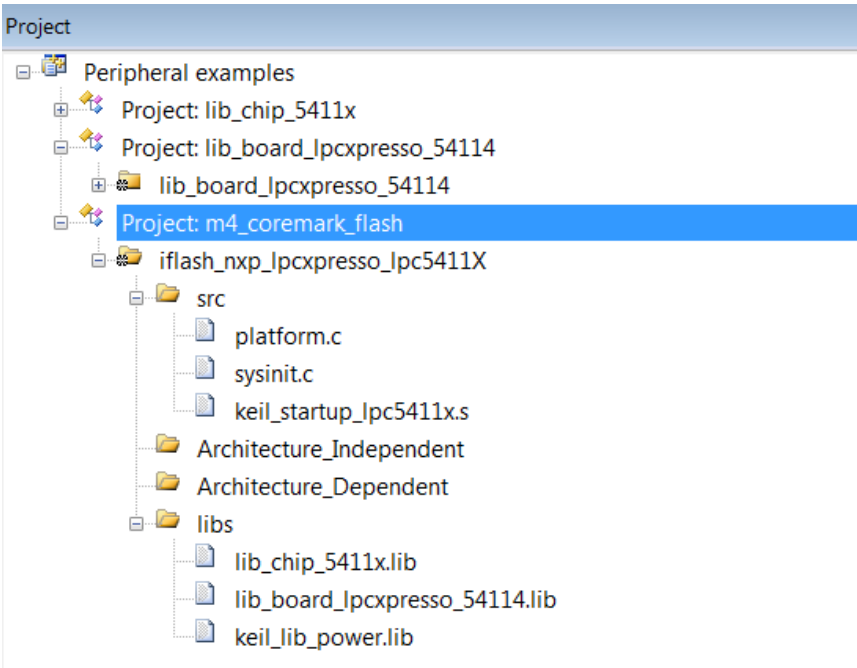 Project
Peripheral examples
Project: lib_chip_5411x
Project: lib_board_lpcxpresso_54114
lib_board_lpcxpresso_54114
Project: m4_coremark_flash
iflash_nxp_lpcxpresso_lpc5411X
src
platform.c
sysinit.c
keil_startup_lpc5411x.s
Architecture_Independent
Architecture_Dependent
libs
lib_chip_5411x.lib
lib_board_lpcxpresso_54114.lib
keil_lib_power.lib